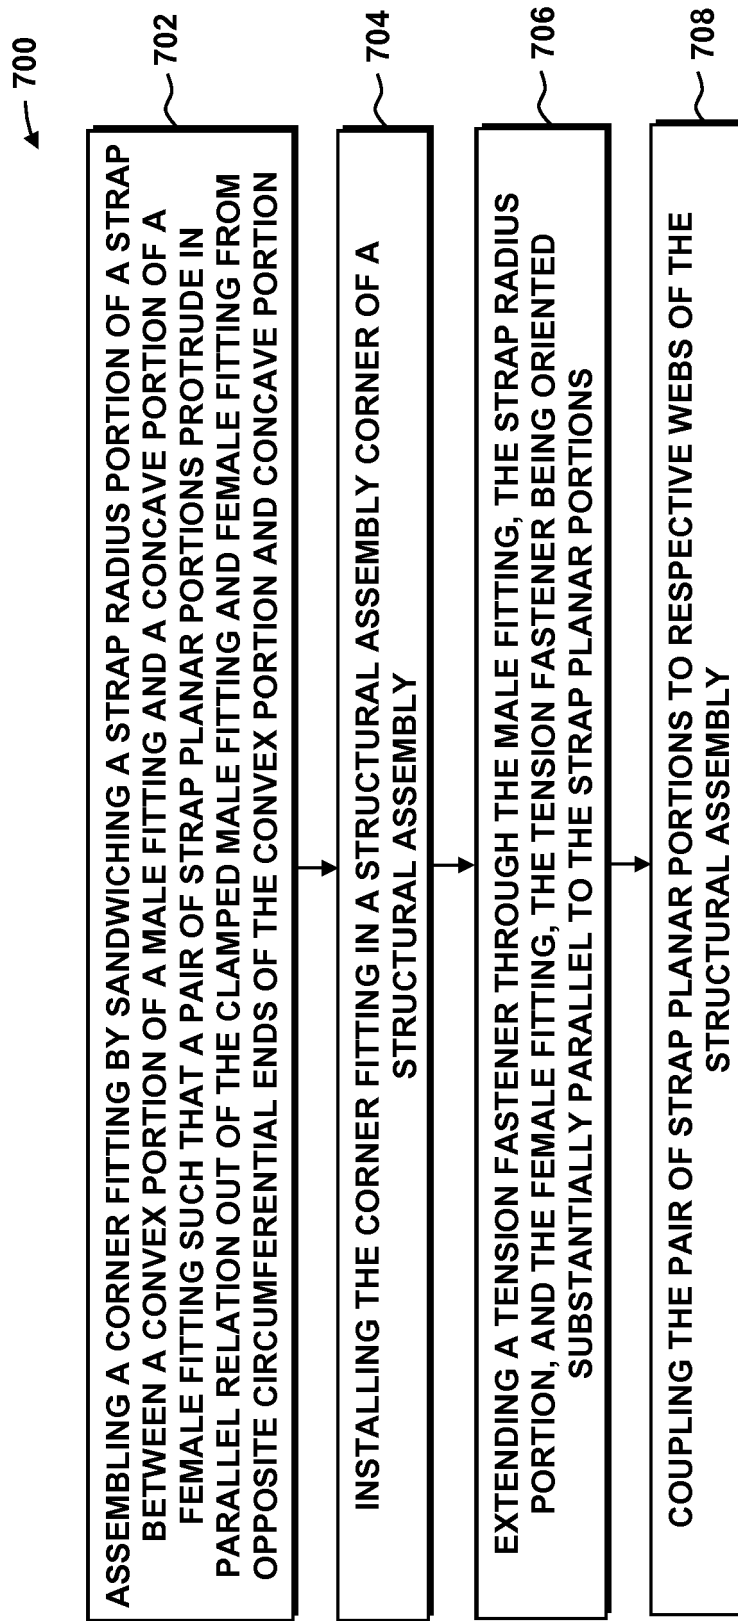 700
ASSEMBLING A CORNER FITTING BY SANDWICHING A STRAP RADIUS PORTION OF A STRAP
BETWEEN A CONVEX PORTION OF A MALE FITTING AND A CONCAVE PORTION OF A
FEMALE FITTING SUCH THAT A PAIR OF STRAP PLANAR PORTIONS PROTRUDE IN
PARALLEL RELATION OUT OF THE CLAMPED MALE FITTING AND FEMALE FITTING FROM
OPPOSITE CIRCUMFERENTIAL ENDS OF THE CONVEX PORTION AND CONCAVE PORTION
702
INSTALLING THE CORNER FITTING IN A STRUCTURAL ASSEMBLY CORNER OF A
STRUCTURAL ASSEMBLY
704
EXTENDING A TENSION FASTENER THROUGH THE MALE FITTING, THE STRAP RADIUS
PORTION, AND THE FEMALE FITTING, THE TENSION FASTENER BEING ORIENTED
SUBSTANTIALLY PARALLEL TO THE STRAP PLANAR PORTIONS
706
COUPLING THE PAIR OF STRAP PLANAR PORTIONS TO RESPECTIVE WEBS OF THE
STRUCTURAL ASSEMBLY
708